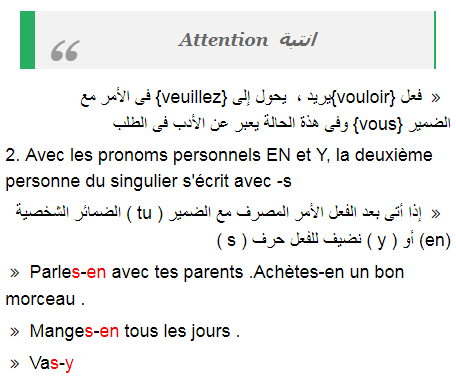 Attention انتبة
» فعل {vouloir}يريد ، يحول إلى {veuillez} فى الأمر مع
الضمير {vous} وفى هذة الحالة يعبر عن الأدب فى الطلب
2. Avec les pronoms personnels EN et Y, la deuxième
personne du singulier s'écrit avec -s
» إذا أتى بعد الفعل الأمر المصرف مع الضمير ( tu ) الضمائر الشخصية
(en) أو ( y ) نضيف للفعل حرف ( s )
» Parles-en avec tes parents .Achètes-en un bon
morceau .
» Manges-en tous les jours .
» Vas-y